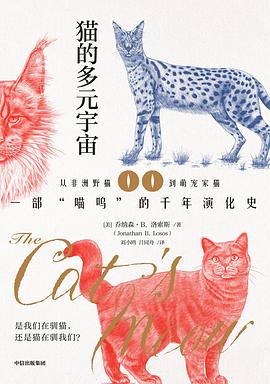 猫的多元宇宙
从非洲野猫到萌宠家猫
一部“喵呜”的千年演化史
[美] 乔纳森·B. 洛索斯 / 著
(Jonathan B. Losos)
刘小鸥 吕同舟 / 译
The
Cat's
Meow
是我们在驯猫,
还是猫在驯我们?
中信出版集团